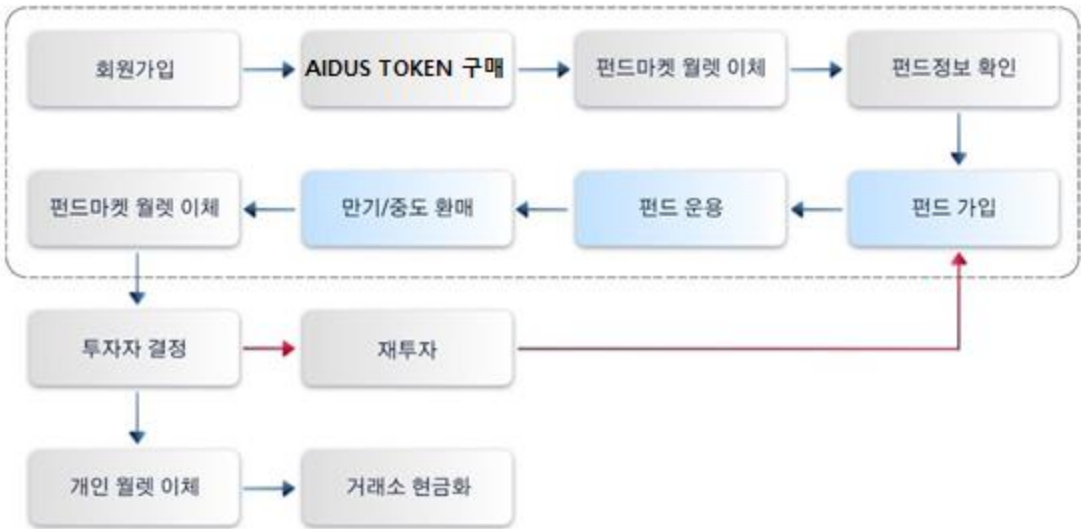 회원가입
AIDUS TOKEN 구매
펀드마켓 월렛 이체
펀드정보 확인
펀드마켓 월렛 이체
만기/중도 환매
펀드 운용
펀드 가입
투자자 결정
재투자
개인 월렛 이체
거래소 현금화